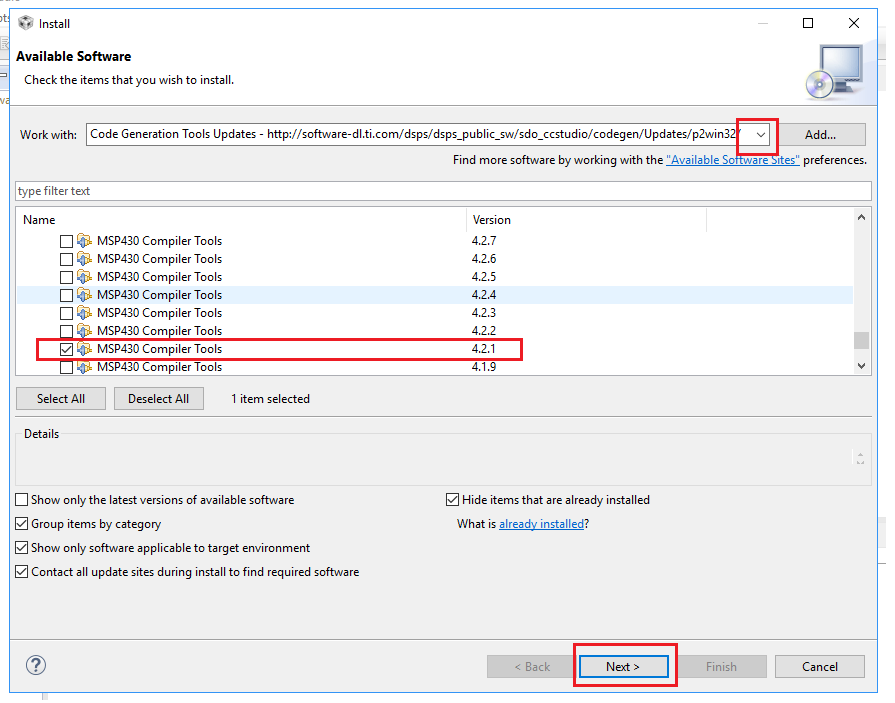 Install
Available Software
Check the items that you wish to install.
Work with: Code Generation Tools Updates - http://software-dl.ti.com/dsps/dsps_public_sw/sdo_ccstudio/codegen/Updates/p2win32/ Add...
Find more software by working with the "Available Software Sites" preferences.
type filter text
Name Version
MSP430 Compiler Tools 4.2.7
MSP430 Compiler Tools 4.2.6
MSP430 Compiler Tools 4.2.5
MSP430 Compiler Tools 4.2.4
MSP430 Compiler Tools 4.2.3
MSP430 Compiler Tools 4.2.2
MSP430 Compiler Tools 4.2.1
MSP430 Compiler Tools 4.1.9
Select All Deselect All 1 item selected
Details
Show only the latest versions of available software Hide items that are already installed
Group items by category What is already installed?
Show only software applicable to target environment
Contact all update sites during install to find required software
? < Back Next > Finish Cancel